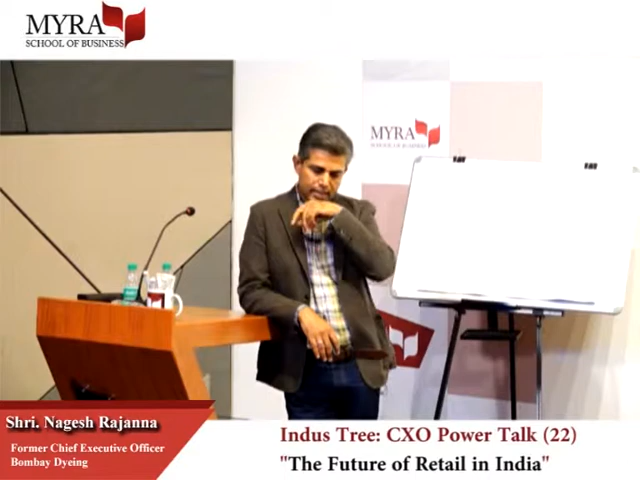 MYRA
SCHOOL OF BUSINESS
MYRA
SCHOOL OF BUSINESS
Shri. Nagesh Rajanna
Former Chief Executive Officer
Bombay Dyeing
Indus Tree: CXO Power Talk (22)
"The Future of Retail in India"